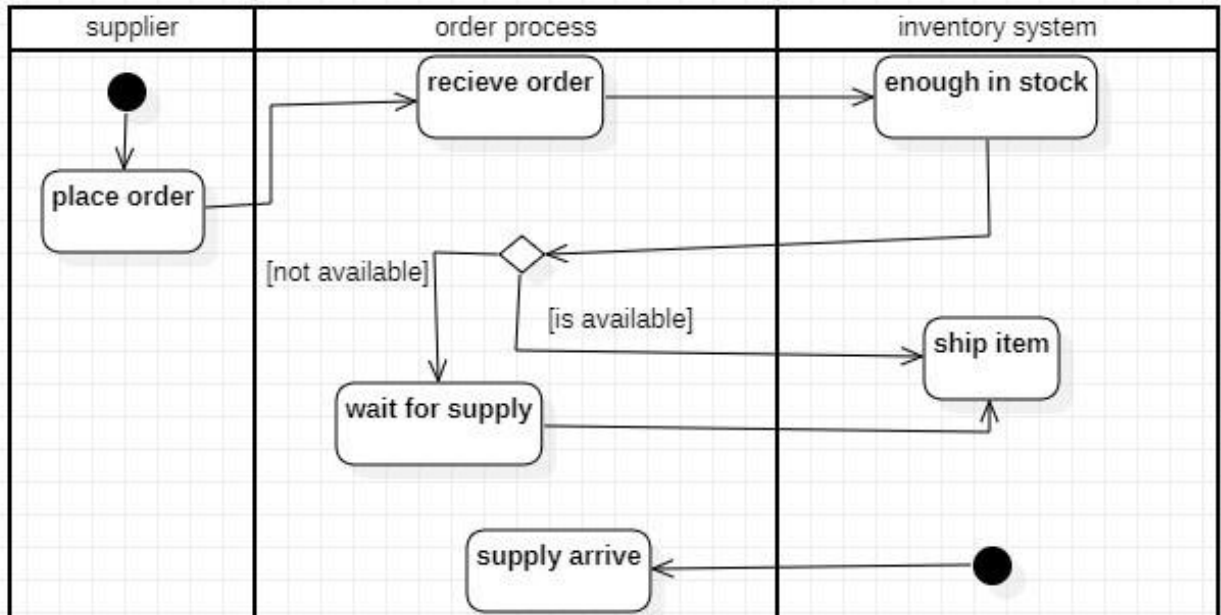 supplier
order process
inventory system
recieve order
enough in stock
place order
[not available]
[is available]
ship item
wait for supply
supply arrive